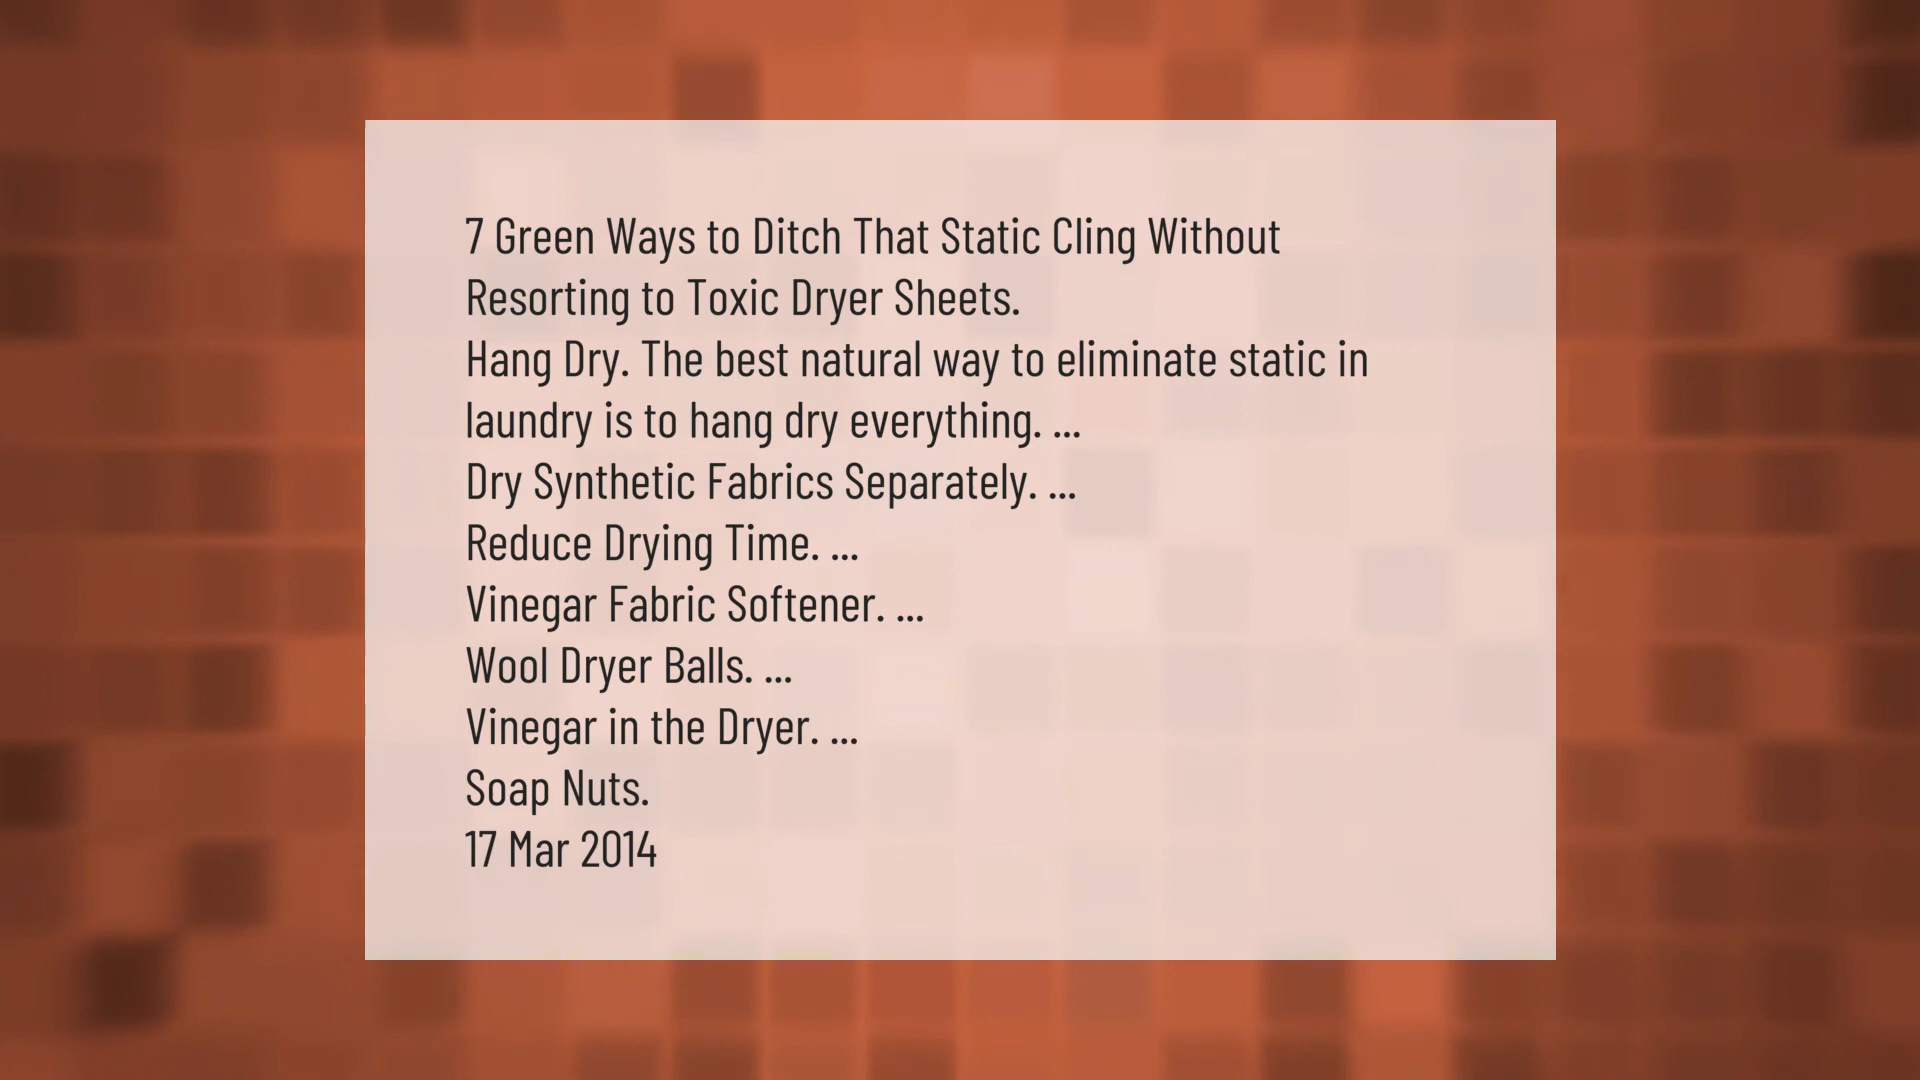 7 Green Ways to Ditch That Static Cling Without
Resorting to Toxic Dryer Sheets.
Hang Dry. The best natural way to eliminate static in
laundry is to hang dry everything. ...
Dry Synthetic Fabrics Separately. ...
Reduce Drying Time. ...
Vinegar Fabric Softener. ...
Wool Dryer Balls. ...
Vinegar in the Dryer. ...
Soap Nuts.
17 Mar 2014